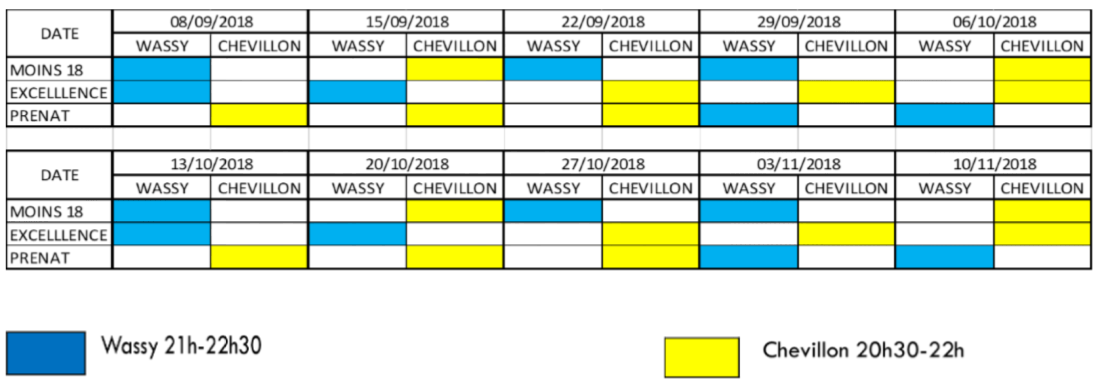 DATE 08/09/2018 15/09/2018 22/09/2018 29/09/2018 06/10/2018
WASSY CHEVILLON WASSY CHEVILLON WASSY CHEVILLON WASSY CHEVILLON WASSY CHEVILLON
MOINS 18
EXCELLLENCE
PRENAT
DATE 13/10/2018 20/10/2018 27/10/2018 03/11/2018 10/11/2018
WASSY CHEVILLON WASSY CHEVILLON WASSY CHEVILLON WASSY CHEVILLON WASSY CHEVILLON
MOINS 18
EXCELLLENCE
PRENAT
Wassy 21h-22h30 Chevillon 20h30-22h